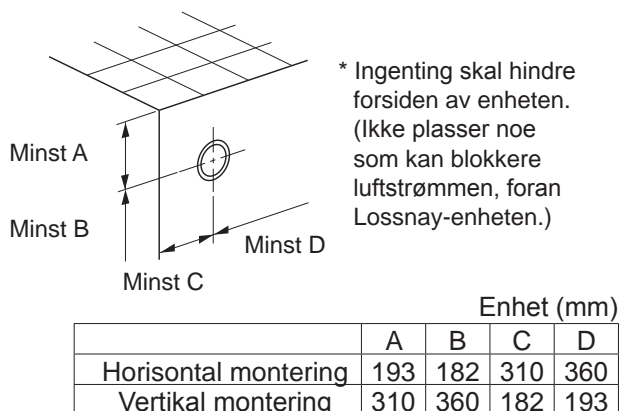 Minst A
Minst B
Minst C
Minst D
* Ingenting skal hindre
forsiden av enheten.
(Ikke plasser noe
som kan blokkere
luftstrømmen, foran
Lossnay-enheten.)
Enhet (mm)
A B C D
Horisontal montering 193 182 310 360
Vertikal montering 310 360 182 193